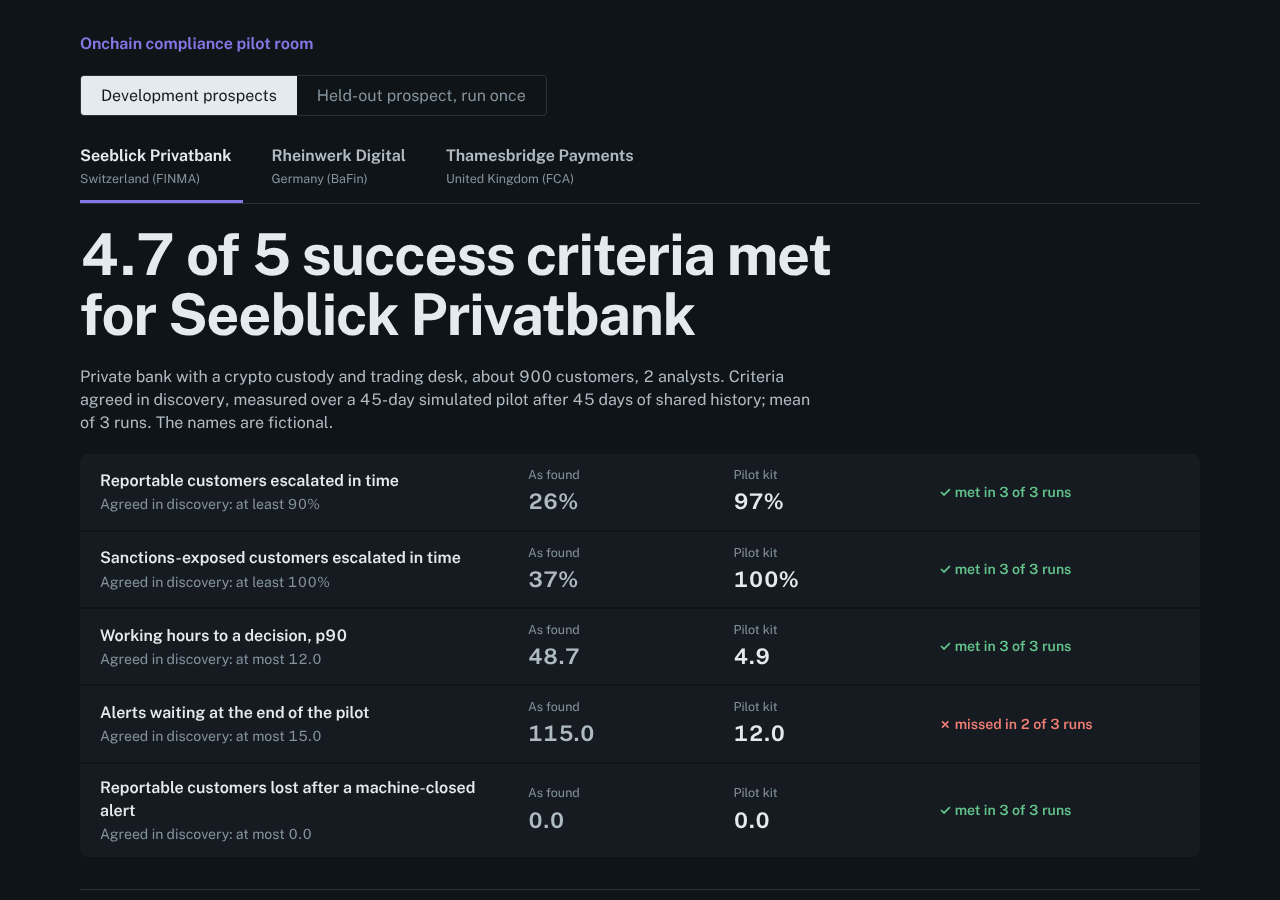 Onchain compliance pilot room
Development prospects
Held-out prospect, run once
Seeblick Privatbank
Switzerland (FINMA)
Rheinwerk Digital
Germany (BaFin)
Thamesbridge Payments
United Kingdom (FCA)
4.7 of 5 success criteria met
for Seeblick Privatbank
Private bank with a crypto custody and trading desk, about 900 customers, 2 analysts. Criteria
agreed in discovery, measured over a 45-day simulated pilot after 45 days of shared history; mean
of 3 runs. The names are fictional.
Reportable customers escalated in time
Agreed in discovery: at least 90%
As found
26%
Pilot kit
97%
✓ met in 3 of 3 runs
Sanctions-exposed customers escalated in time
Agreed in discovery: at least 100%
As found
37%
Pilot kit
100%
✓ met in 3 of 3 runs
Working hours to a decision, p90
Agreed in discovery: at most 12.0
As found
48.7
Pilot kit
4.9
✓ met in 3 of 3 runs
Alerts waiting at the end of the pilot
Agreed in discovery: at most 15.0
As found
115.0
Pilot kit
12.0
× missed in 2 of 3 runs
Reportable customers lost after a machine-closed
alert
Agreed in discovery: at most 0.0
As found
0.0
Pilot kit
0.0
✓ met in 3 of 3 runs